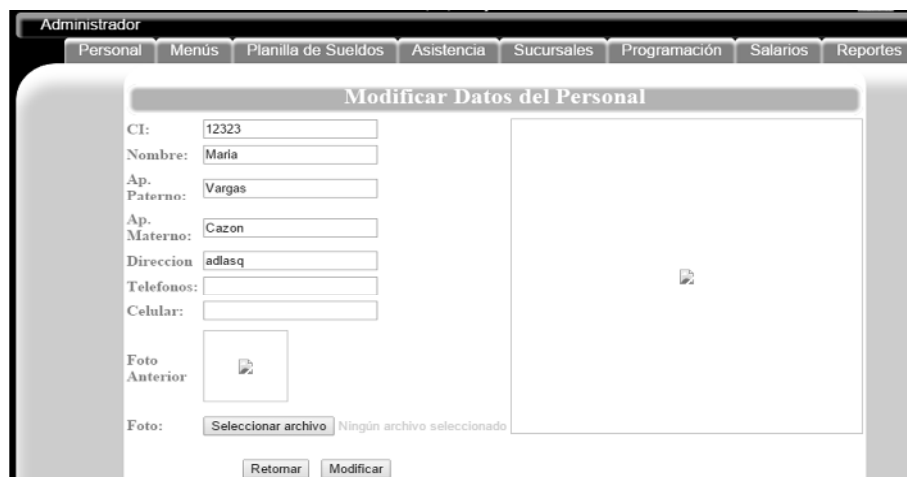 Administrador
Personal Menús Planilla de Sueldos Asistencia Sucursales Programación Salarios Reportes
Modificar Datos del Personal
CI: 12323
Nombre: Maria
Ap.
Paterno: Vargas
Ap.
Materno: Cazon
Direccion adlasq
Telefonos:
Celular:
Foto
Anterior
Foto: Seleccionar archivo Ningún archivo seleccionado
Retornar Modificar